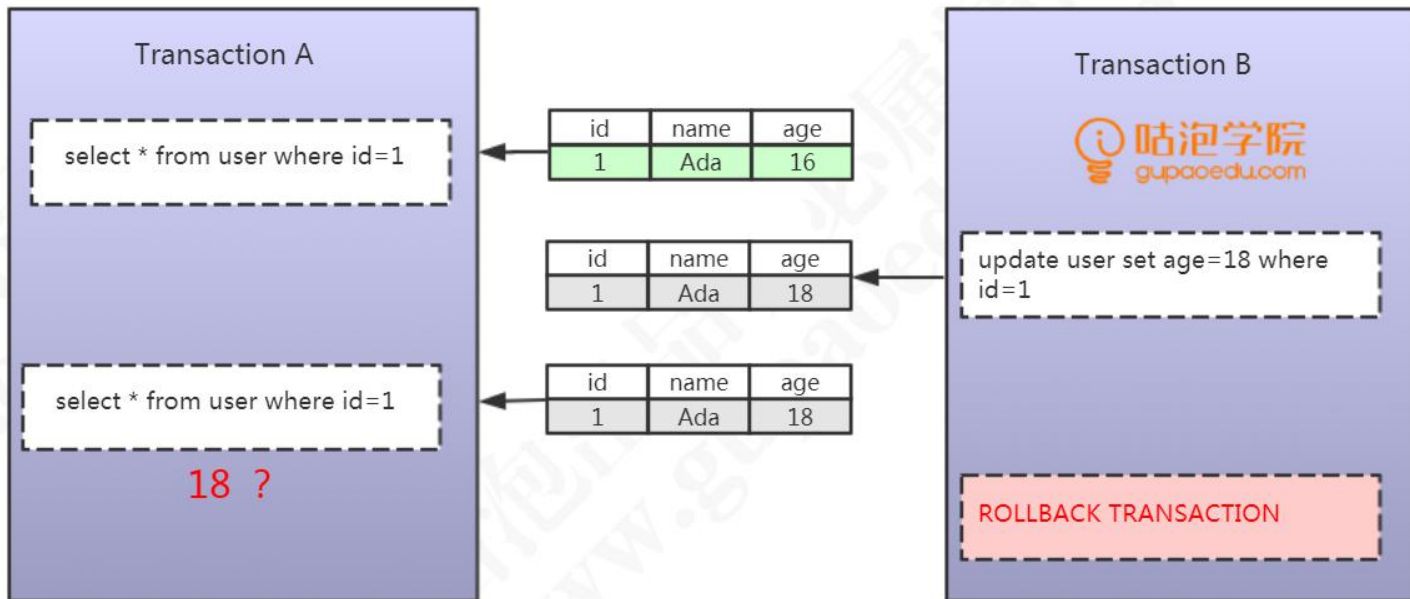 Transaction A
Transaction B
select * from user where id=1
id name age
1 Ada 16
咕泡学院
gupaoedu.com
id name age
1 Ada 18
update user set age=18 where
id=1
id name age
1 Ada 18
select * from user where id=1
18 ?
ROLLBACK TRANSACTION